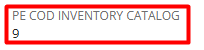 PE COD INVENTORY CATALOG
9